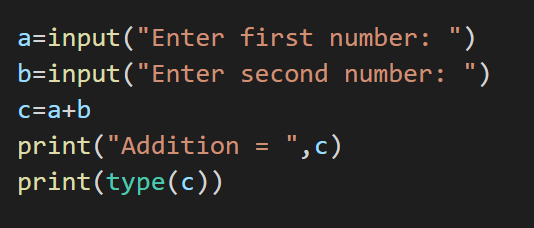 a=input("Enter first number: ")
b=input("Enter second number: ")
c=a+b
print("Addition = ",c)
print(type(c))